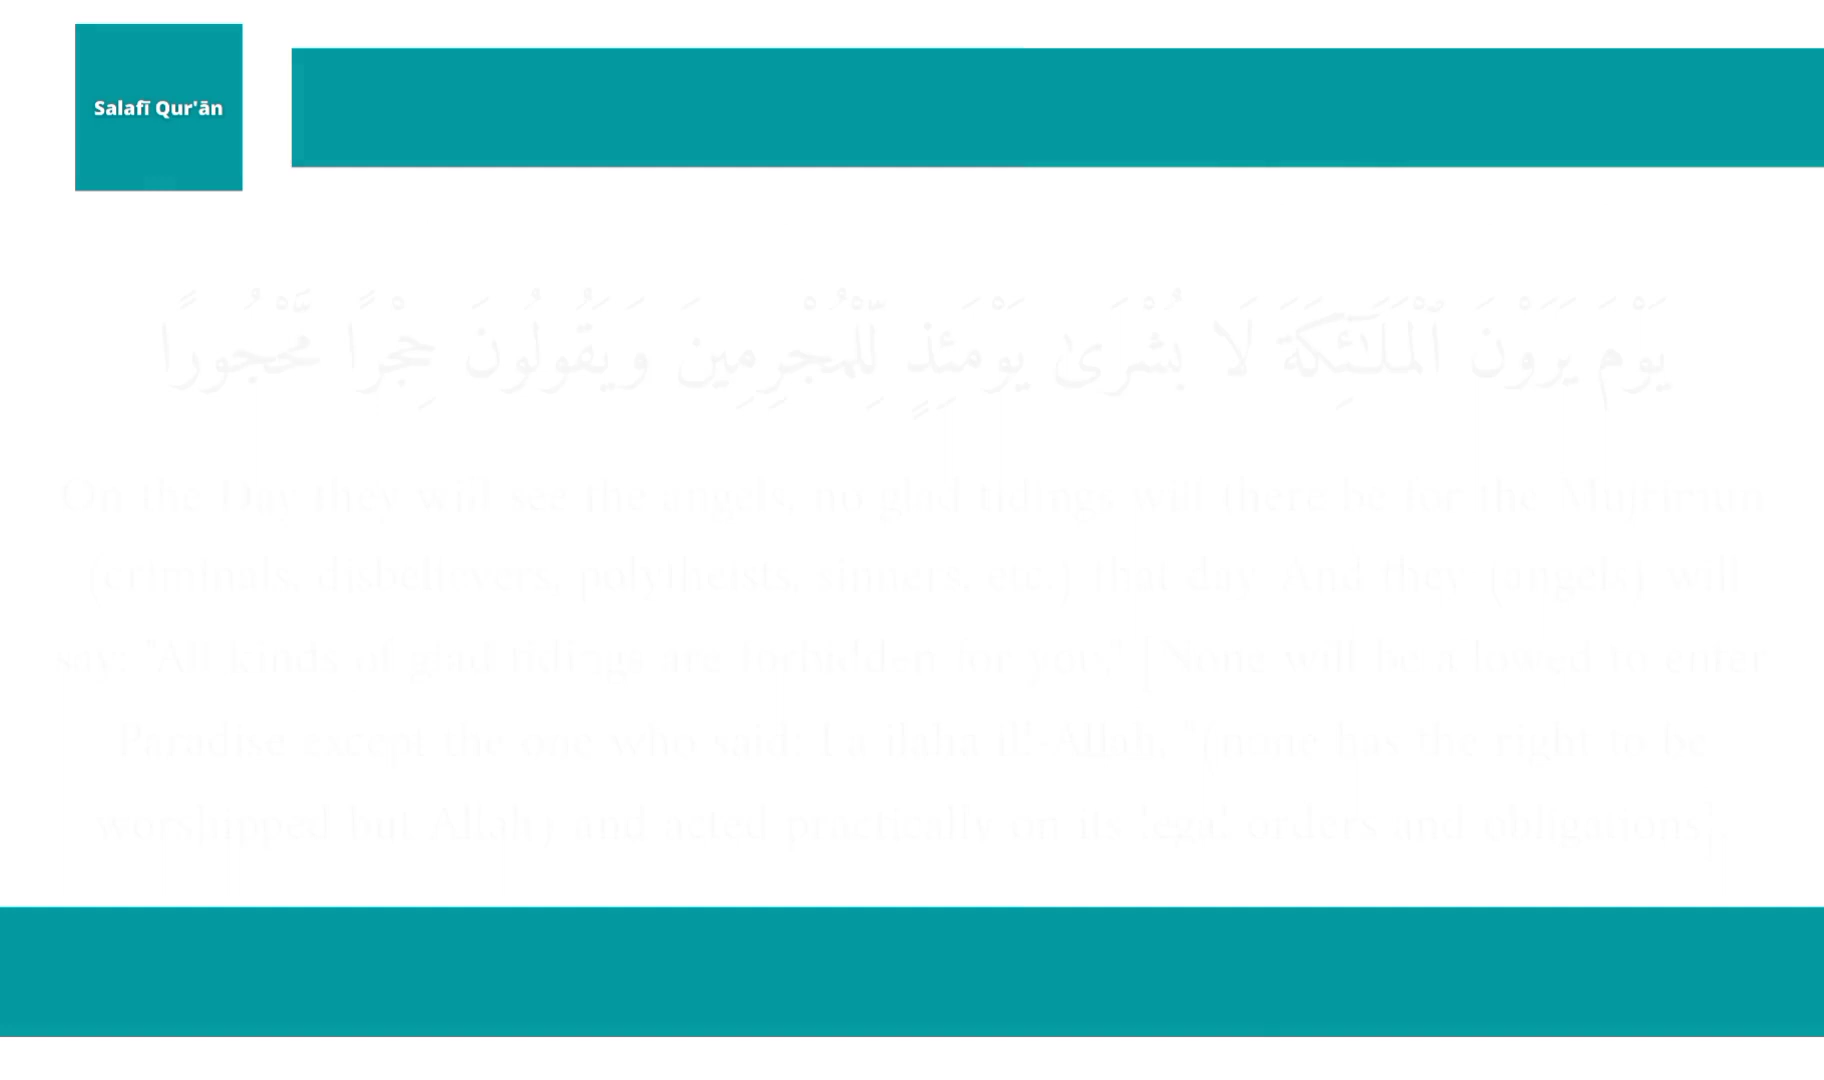 Salafī Qur'ān
يَوْمَ يَرَوْنَ ٱلْمَلَـٰٓئِكَةَ لَا بُشْرَىٰ يَوْمَئِذٍ لِّلْمُجْرِمِينَ وَيَقُولُونَ حِجْرًا مَّحْجُورًا
On the Day they will see the angels, no glad tidings will there be for the Mujrimun
(criminals, disbelievers, polytheists, sinners, etc.) that day. And they (angels) will
say: "All kinds of glad tidings are forbidden for you," [None will be allowed to enter
Paradise except the one who said: La ilaha ill-Allah, "(none has the right to be
worshipped but Allah) and acted practically on its legal orders and obligations].